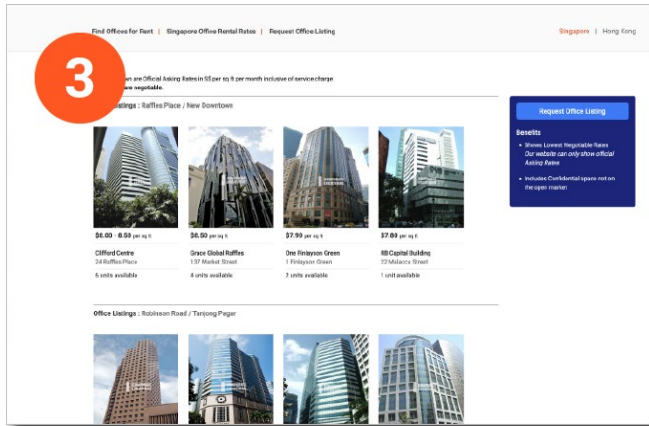 Find Offices for Rent | Singapore Office Rental Rates | Request Office Listing
Singapore | Hong Kong
3
are Official Asking Rates in S$ per sq ft per month inclusive of service charge
are negotiable.
Listings : Raffles Place / New Downtown
$8.00 - 8.50 per sq ft
$8.50 per sq ft
$7.90 per sq ft
$7.80 per sq ft
Clifford Centre
Grace Global Raffles
One Finlayson Green
RB Capital Building
24 Raffles Place
137 Market Street
1 Finlayson Green
22 Malacca Street
6 units available
4 units available
2 units available
1 unit available
Request Office Listing
Benefits
• Shows Lowest Negotiable Rates
Our website can only show official
Asking Rates
• Includes Confidential space not on
the open market
Office Listings : Robinson Road / Tanjong Pagar